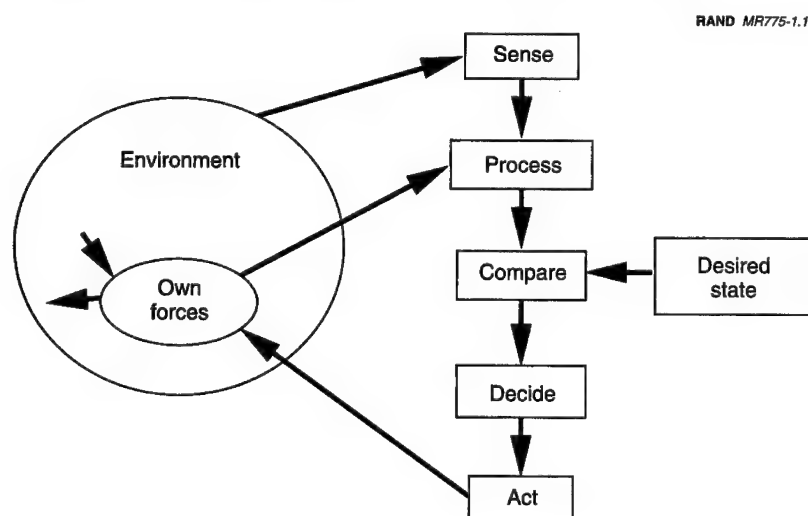 RAND MR775-1.1
Sense
Environment
Process
Own
forces
Compare
Desired
state
Decide
Act